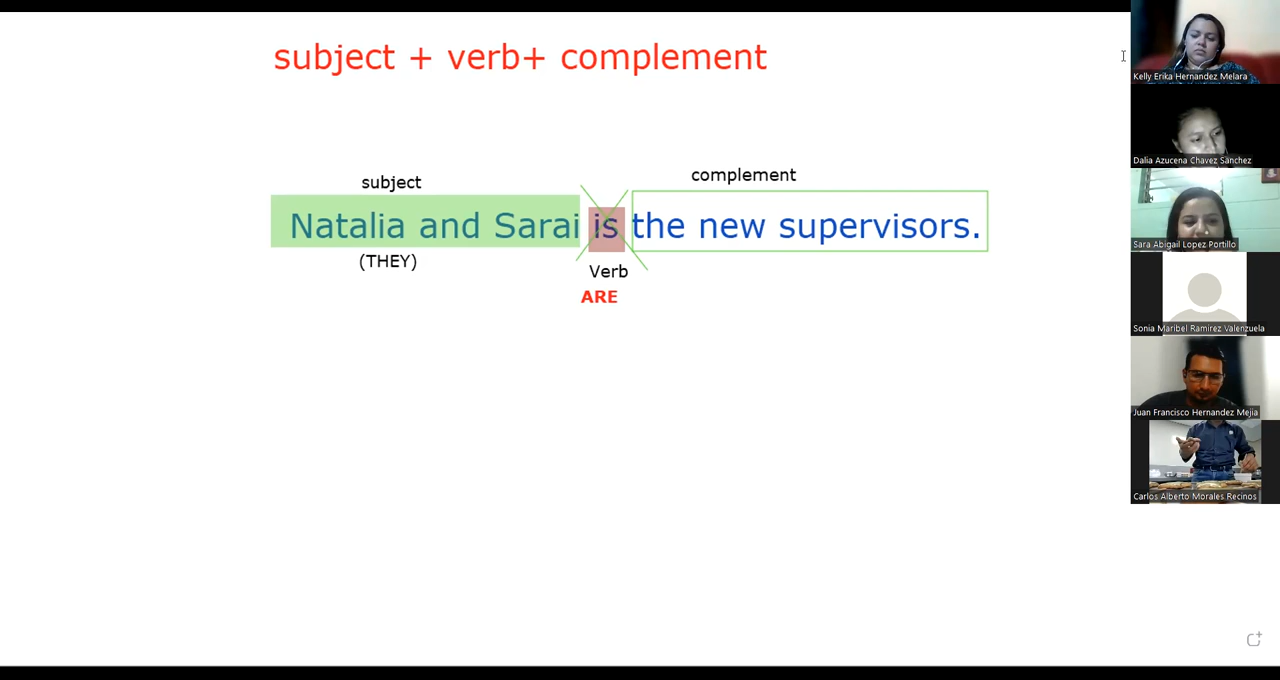 subject + verb+ complement
subject
complement
Natalia and Sarai is the new supervisors.
(THEY)
Verb
ARE
Kelly Erika Hernandez Melara
Dalia Azucena Chavez Sanchez
Sara Abigail Lopez Portillo
Sonia Maribel Ramirez Valenzuela
Juan Francisco Hernandez Mejia
Carlos Alberto Morales Recinos